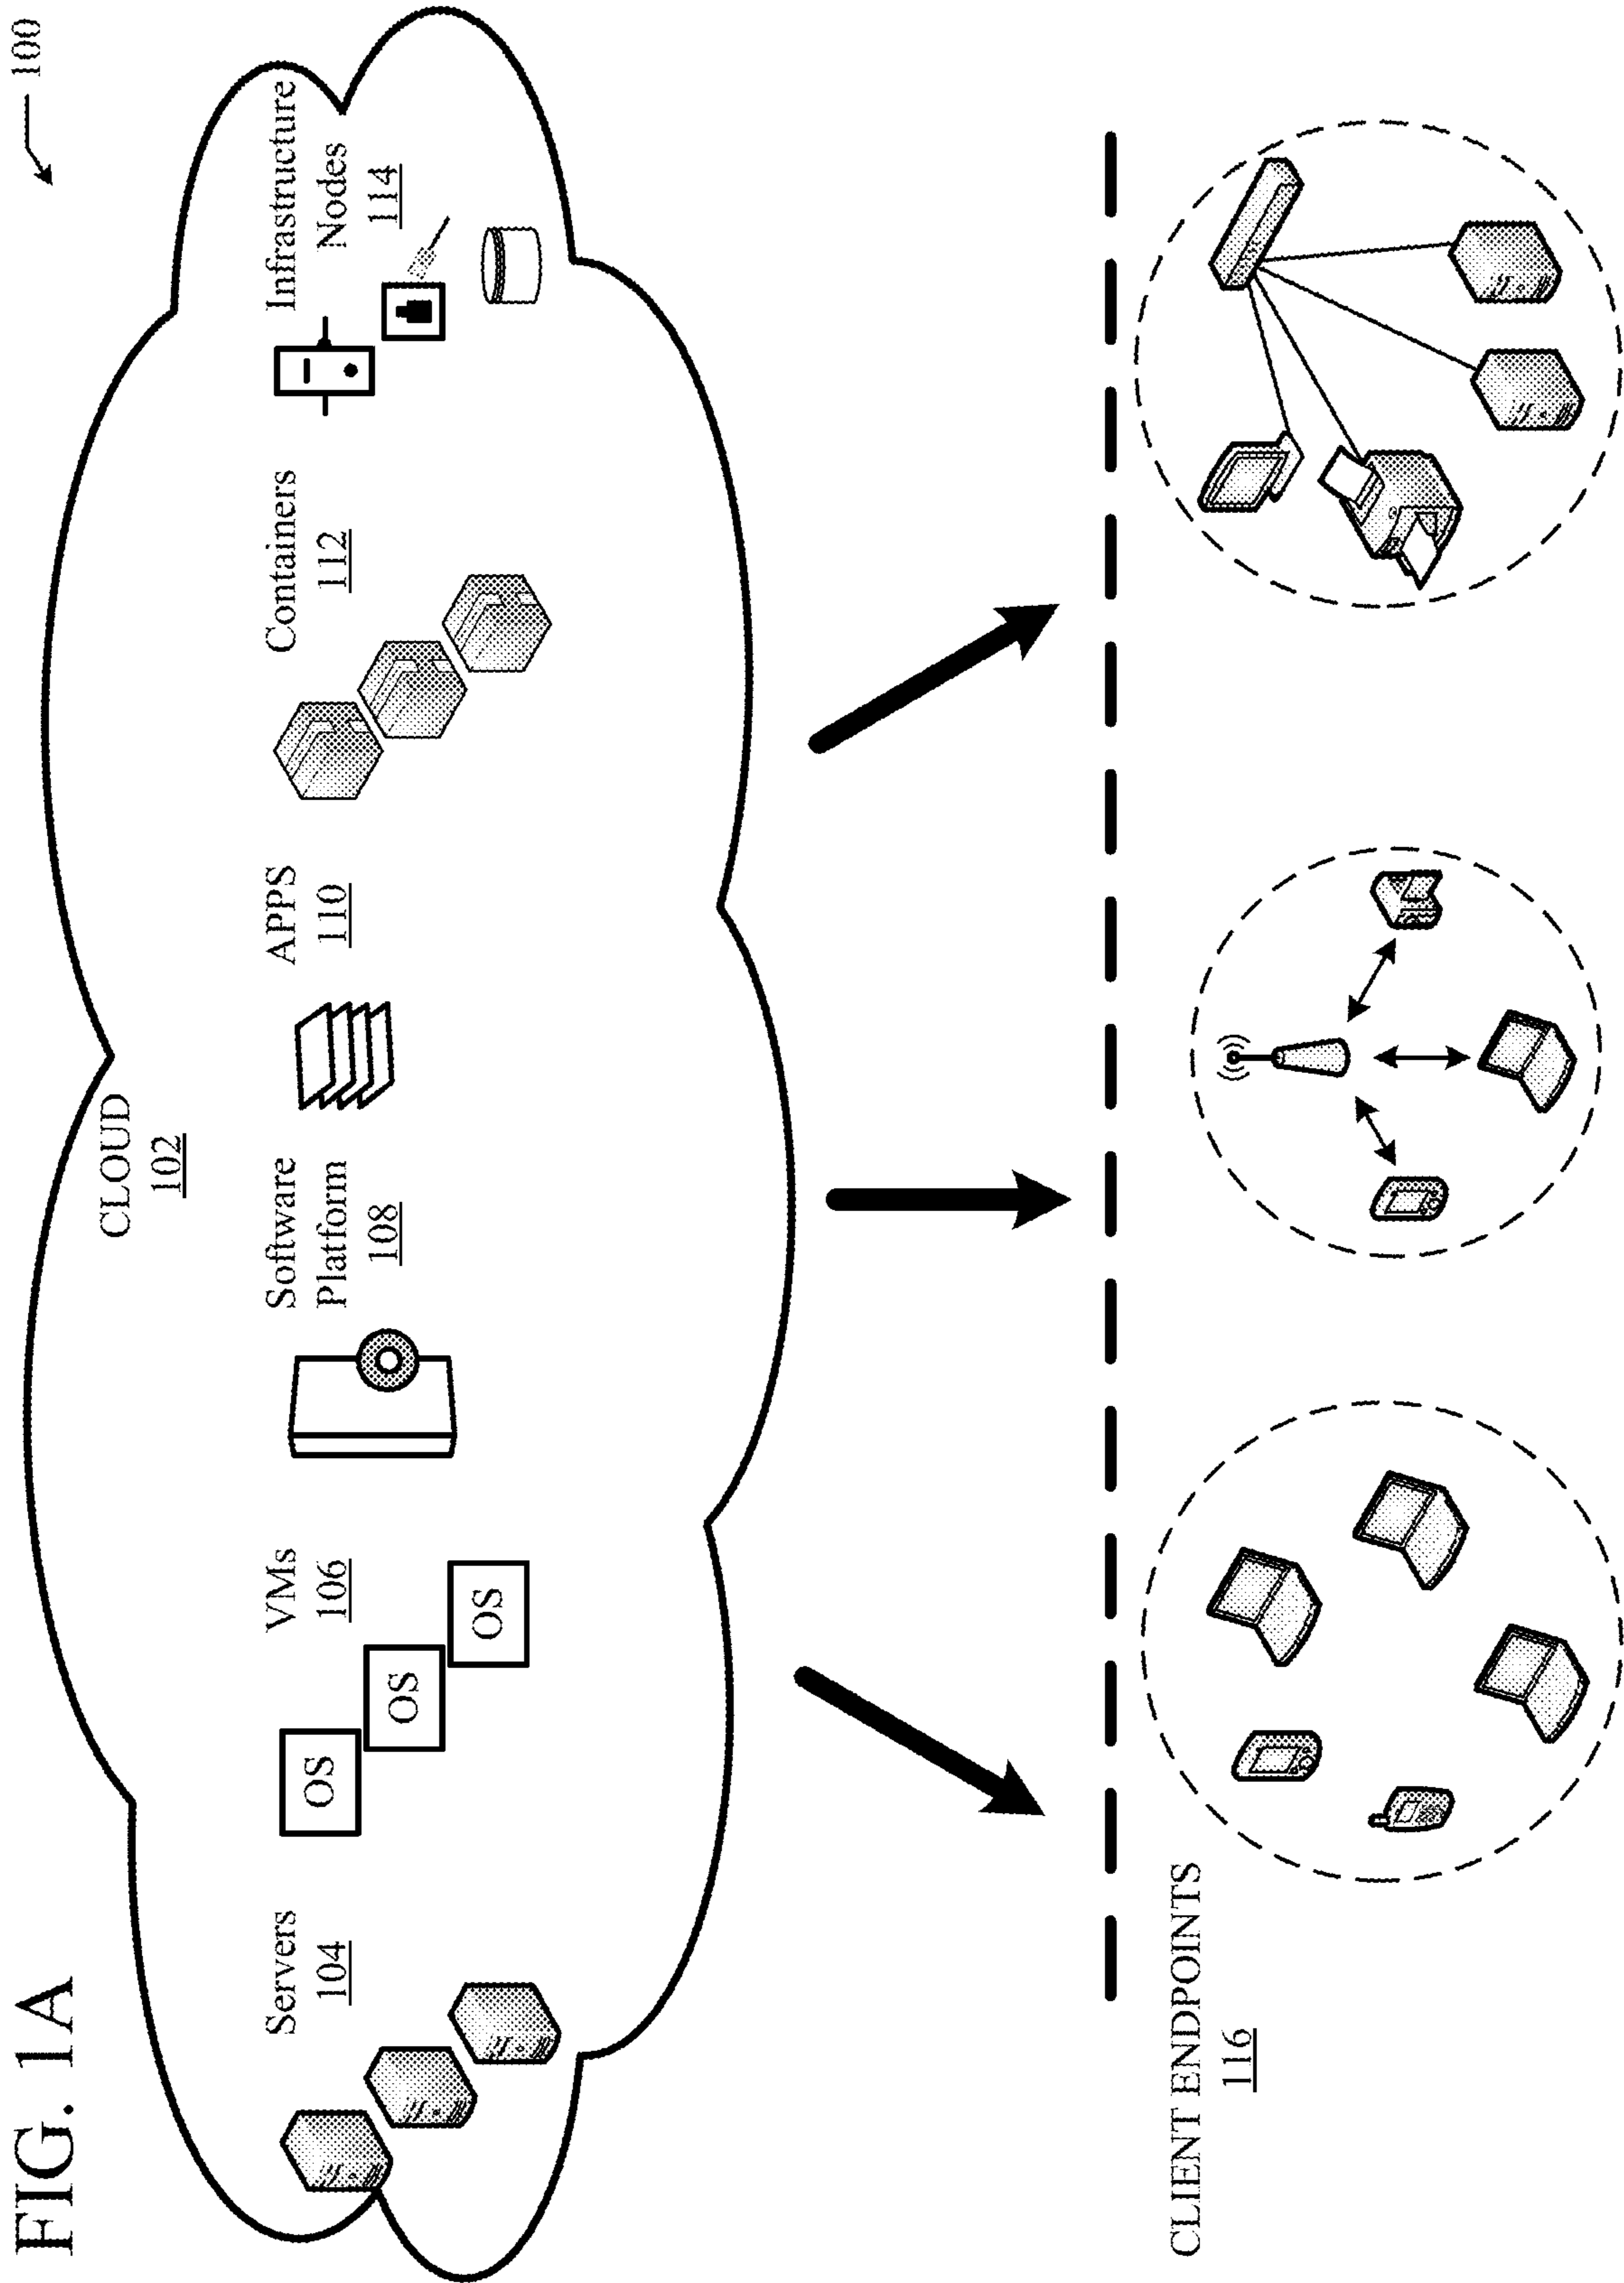 FIG. 1A
100
CLOUD
102
Servers
104
VMs
106
OS
OS
OS
Software
Platform
108
APPS
110
Containers
112
Infrastructure
Nodes
114
CLIENT ENDPOINTS
116